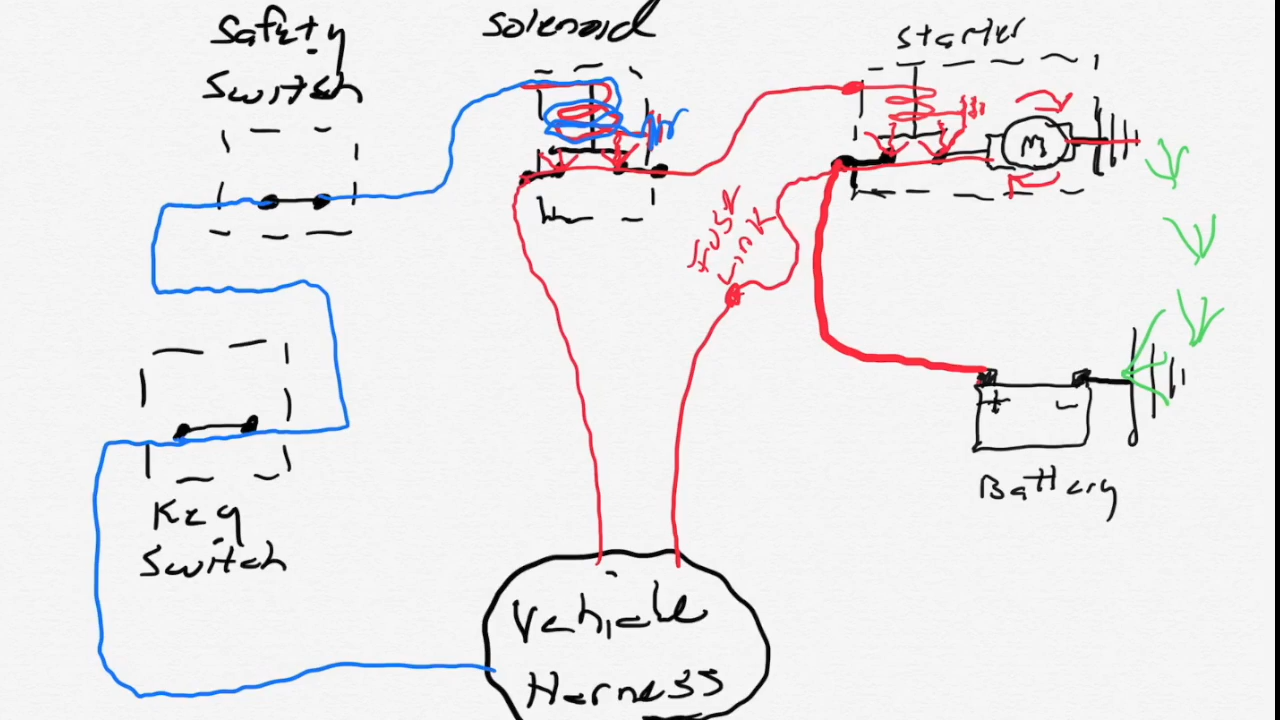 Safety
Switch
Solenoid
Starter
M
Fuse
Link
+ -
Battery
Key
Switch
Vehicle
Harness